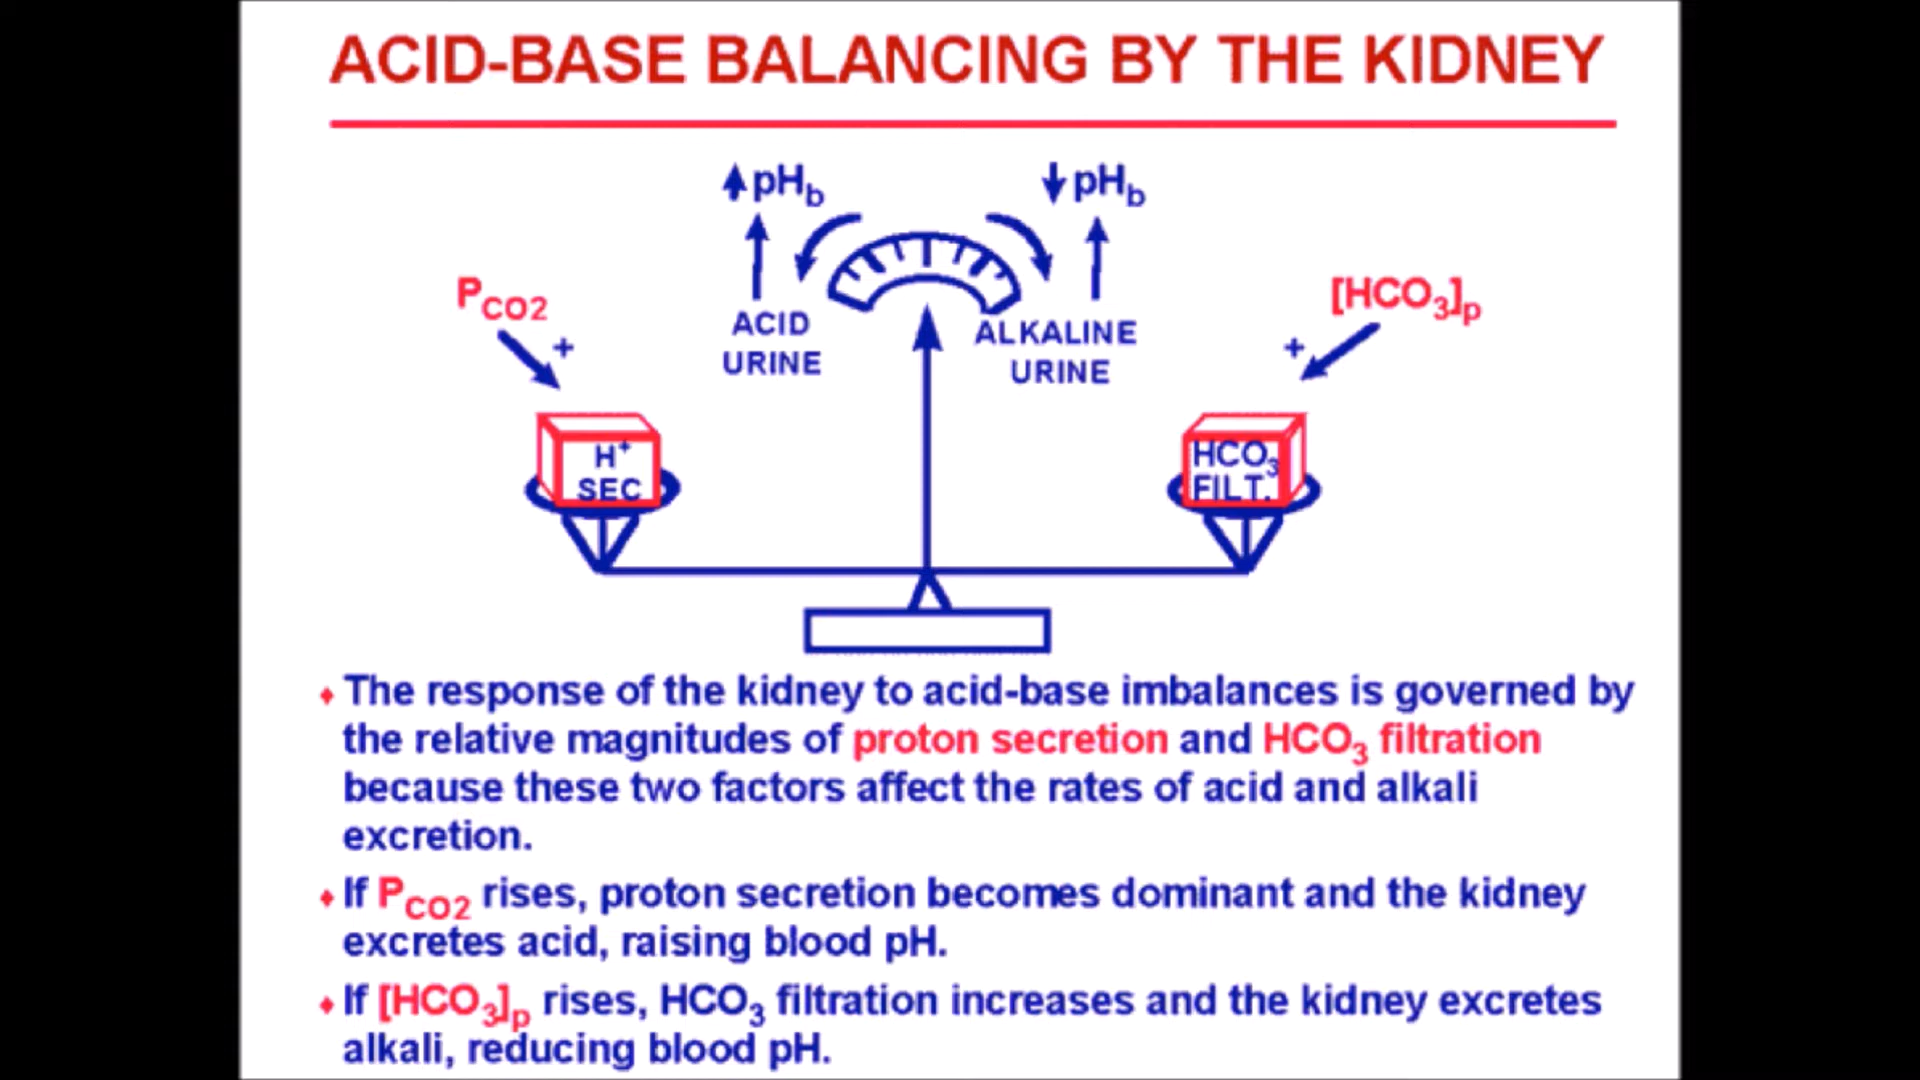 ACID-BASE BALANCING BY THE KIDNEY
↑ pHb
↓ pHb
PCO2
+
ACID
URINE
ALKALINE
URINE
[HCO3]p
+
H+
SEC
HCO3
FILT.
♦ The response of the kidney to acid-base imbalances is governed by
the relative magnitudes of proton secretion and HCO3 filtration
because these two factors affect the rates of acid and alkali
excretion.
♦ If PCO2 rises, proton secretion becomes dominant and the kidney
excretes acid, raising blood pH.
♦ If [HCO3]p rises, HCO3 filtration increases and the kidney excretes
alkali, reducing blood pH.